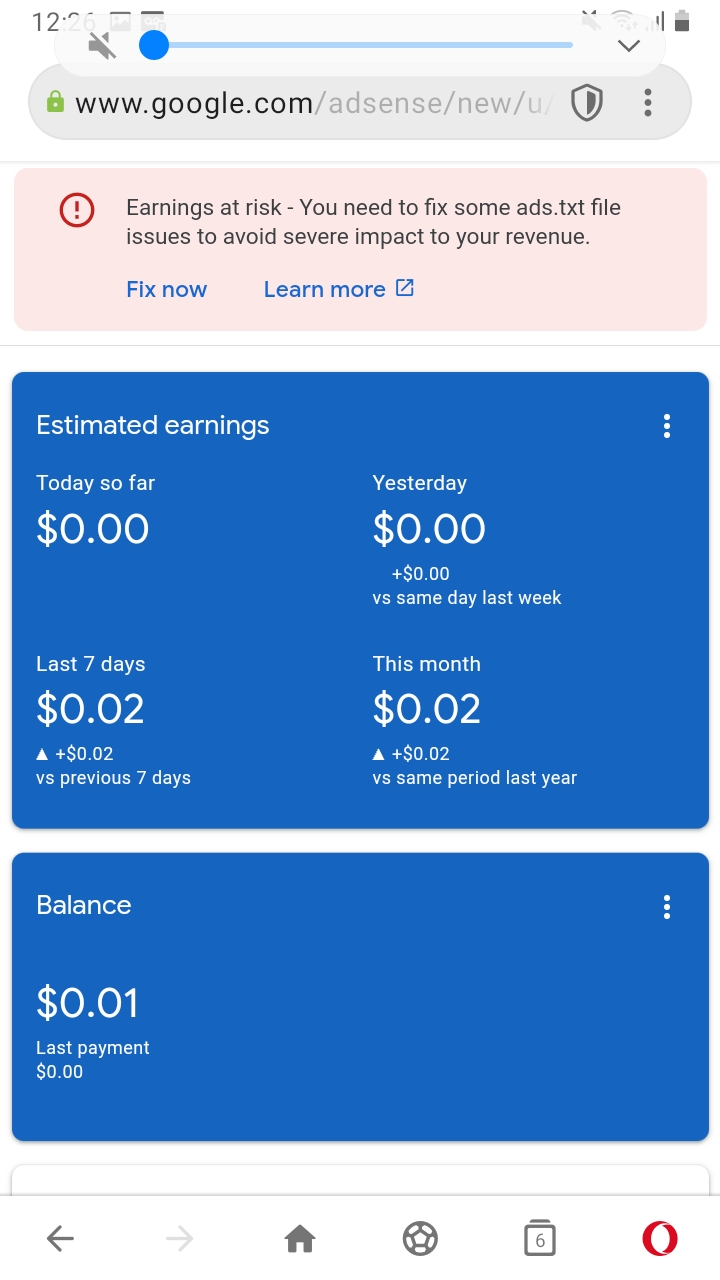 12:26
www.google.com/adsense/new/u/
Earnings at risk - You need to fix some ads.txt file
issues to avoid severe impact to your revenue.
Fix now Learn more
Estimated earnings
Today so far
$0.00
Yesterday
$0.00
+$0.00
vs same day last week
Last 7 days
$0.02
▲ +$0.02
vs previous 7 days
This month
$0.02
▲ +$0.02
vs same period last year
Balance
$0.01
Last payment
$0.00
6